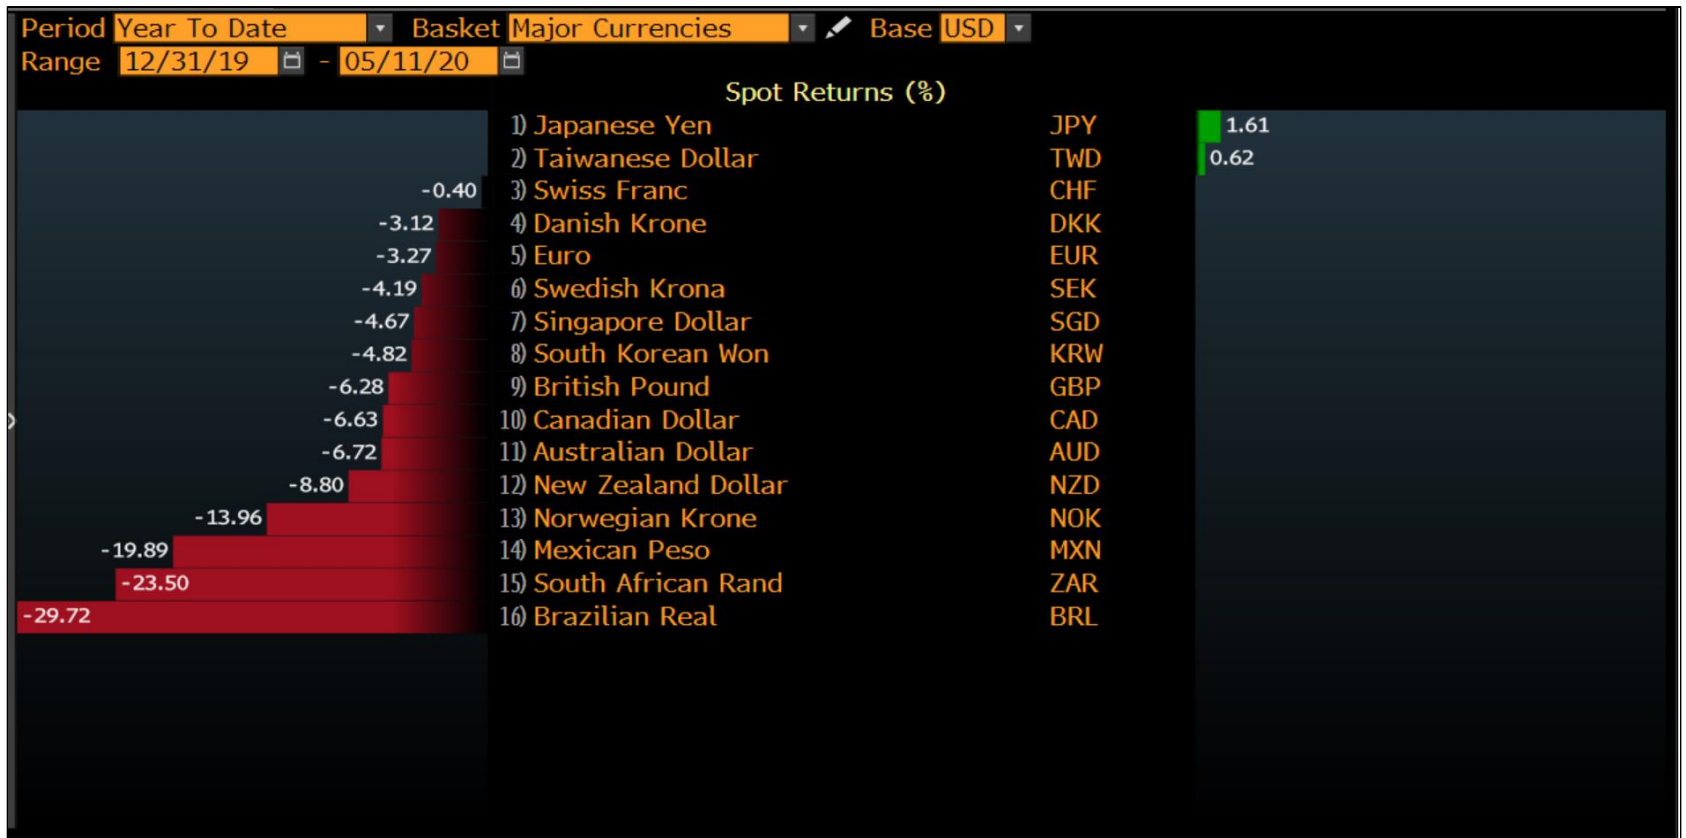 Period Year To Date Basket Major Currencies Base USD
Range 12/31/19 - 05/11/20
Spot Returns (%)
1) Japanese Yen JPY 1.61
2) Taiwanese Dollar TWD 0.62
-0.40 3) Swiss Franc CHF
-3.12 4) Danish Krone DKK
-3.27 5) Euro EUR
-4.19 6) Swedish Krona SEK
-4.67 7) Singapore Dollar SGD
-4.82 8) South Korean Won KRW
-6.28 9) British Pound GBP
-6.63 10) Canadian Dollar CAD
-6.72 11) Australian Dollar AUD
-8.80 12) New Zealand Dollar NZD
-13.96 13) Norwegian Krone NOK
-19.89 14) Mexican Peso MXN
-23.50 15) South African Rand ZAR
-29.72 16) Brazilian Real BRL